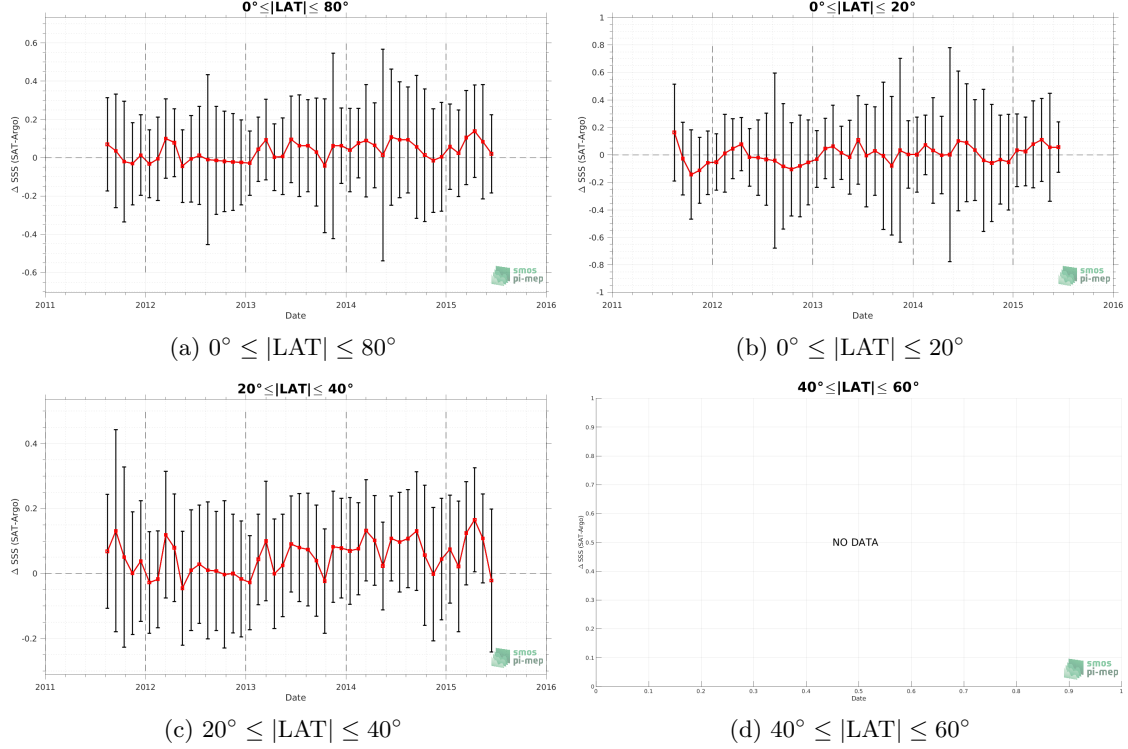 0°≤|LAT|≤ 80°
Δ SSS (SAT-Argo)
0.6
0.4
0.2
0
-0.2
-0.4
-0.6
2011 2012 2013 2014 2015 2016
Date
smos
pi-mep
(a) 0° ≤ |LAT| ≤ 80°
0°≤|LAT|≤ 20°
Δ SSS (SAT-Argo)
1
0.8
0.6
0.4
0.2
0
-0.2
-0.4
-0.6
-0.8
-1
2011 2012 2013 2014 2015 2016
Date
smos
pi-mep
(b) 0° ≤ |LAT| ≤ 20°
20°≤|LAT|≤ 40°
Δ SSS (SAT-Argo)
0.4
0.2
0
-0.2
2011 2012 2013 2014 2015 2016
Date
smos
pi-mep
(c) 20° ≤ |LAT| ≤ 40°
40°≤|LAT|≤ 60°
Δ SSS (SAT-Argo)
1
0.9
0.8
0.7
0.6
0.5
0.4
0.3
0.2
0.1
0
NO DATA
0 0.1 0.2 0.3 0.4 0.5 0.6 0.7 0.8 0.9 1
Date
smos
pi-mep
(d) 40° ≤ |LAT| ≤ 60°